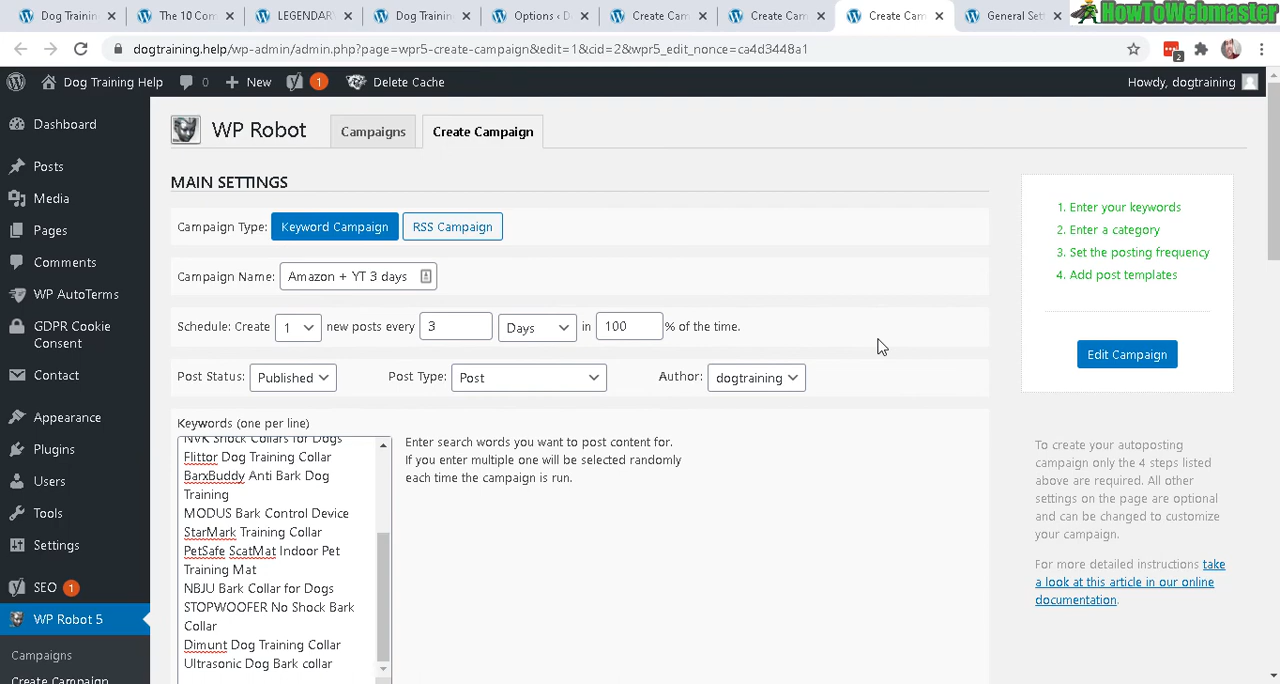 Dog Trainin
The 10 Com
LEGENDAR
Dog Trainin
Options ‹ D
Create Cam
Create Cam
Create Cam
General Set
HowToWebmaster
dogtraining.help/wp-admin/admin.php?page=wpr5-create-campaign&edit=1&cid=2&wpr5_edit_nonce=ca4d3448a1
2
Dog Training Help
0
New
1
Delete Cache
Howdy, dogtraining
Dashboard
Posts
Media
Pages
Comments
WP AutoTerms
GDPR Cookie
Consent
Contact
Appearance
Plugins
Users
Tools
Settings
SEO 1
WP Robot 5
Campaigns
Create Campaign
WP Robot
Campaigns
Create Campaign
MAIN SETTINGS
Campaign Type: Keyword Campaign RSS Campaign
Campaign Name: Amazon + YT 3 days
Schedule: Create 1 new posts every 3 Days in 100 % of the time.
Post Status: Published Post Type: Post Author: dogtraining
Keywords (one per line)
NVK Shock Collars for Dogs
Flittor Dog Training Collar
BarxBuddy Anti Bark Dog
Training
MODUS Bark Control Device
StarMark Training Collar
PetSafe ScatMat Indoor Pet
Training Mat
NBJU Bark Collar for Dogs
STOPWOOFER No Shock Bark
Collar
Dimunt Dog Training Collar
Ultrasonic Dog Bark collar
Enter search words you want to post content for.
If you enter multiple one will be selected randomly
each time the campaign is run.
1. Enter your keywords
2. Enter a category
3. Set the posting frequency
4. Add post templates
Edit Campaign
To create your autoposting
campaign only the 4 steps listed
above are required. All other
settings on the page are optional
and can be changed to customize
your campaign.
For more detailed instructions take
a look at this article in our online
documentation.